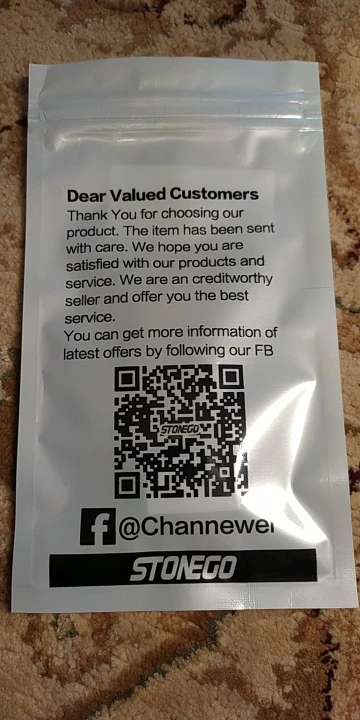 Dear Valued Customers
Thank You for choosing our
product. The item has been sent
with care. We hope you are
satisfied with our products and
service. We are an creditworthy
seller and offer you the best
service.
You can get more information of
latest offers by following our FB
STONEGO
f @Channewei
STONEGO